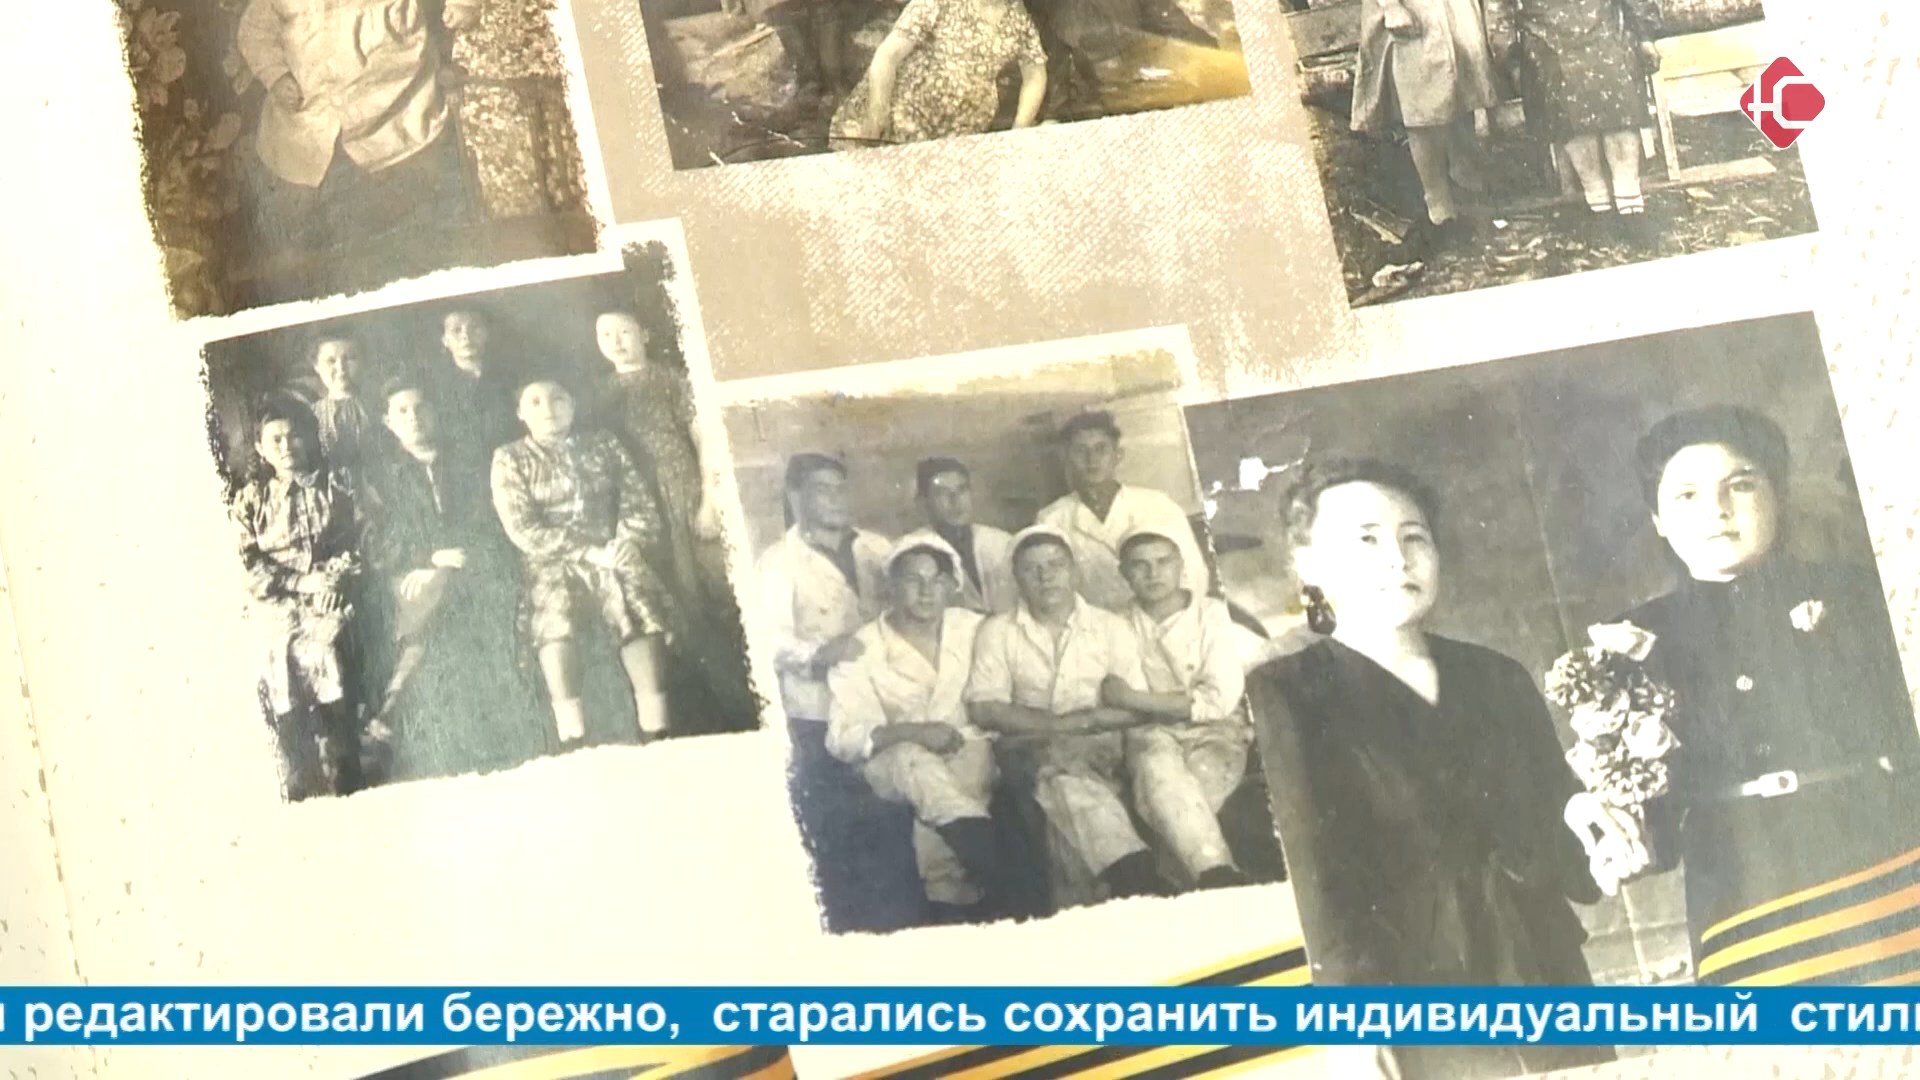 редактировали бережно, старались сохранить индивидуальный